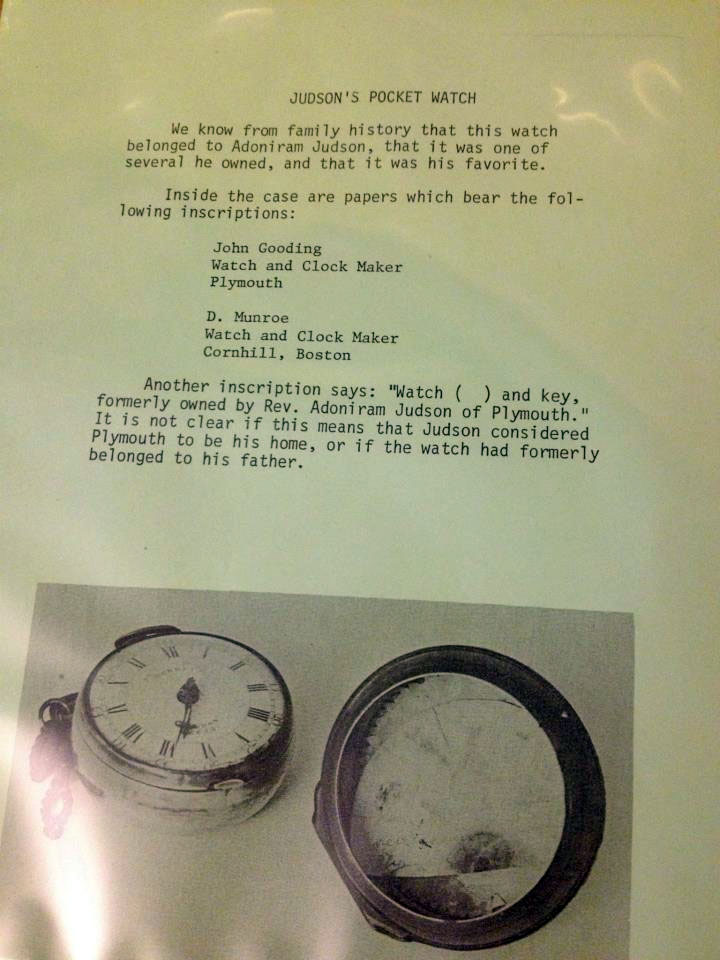 JUDSON'S POCKET WATCH
We know from family history that this watch
belonged to Adoniram Judson, that it was one of
several he owned, and that it was his favorite.
Inside the case are papers which bear the fol-
lowing inscriptions:
John Gooding
Watch and Clock Maker
Plymouth
D. Munroe
Watch and Clock Maker
Cornhill, Boston
Another inscription says: "Watch (  ) and key,
formerly owned by Rev. Adoniram Judson of Plymouth."
It is not clear if this means that Judson considered
Plymouth to be his home, or if the watch had formerly
belonged to his father.